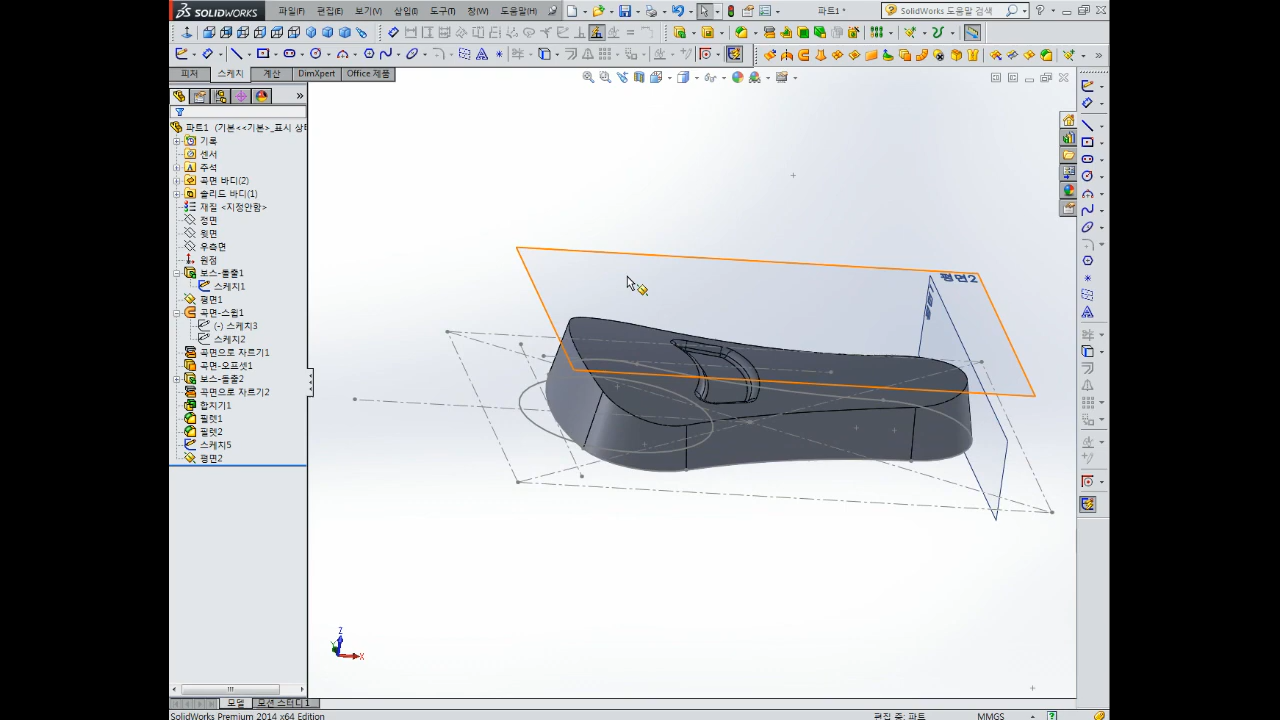 SOLIDWORKS 파일(F) 편집(E) 보기(V) 삽입(I) 도구(T) 창(W) 도움말(H) 파트1 * SolidWorks 도움말 검색
피처 스케치 계산 DimXpert Office 제품
파트1 (기본<<기본>_표시 상태
기록
센서
주석
곡면 바디(2)
솔리드 바디(1)
재질 <지정안함>
정면
윗면
우측면
원점
보스-돌출1
스케치1
평면1
곡면-스윕1
(-) 스케치3
스케치2
곡면으로 자르기1
곡면-오프셋1
보스-돌출2
곡면으로 자르기2
합치기1
필렛1
필렛2
스케치5
평면2
평면2
Z
X
모델 모션 스터디 1
SolidWorks Premium 2014 x64 Edition 편집 중: 파트 MMGS